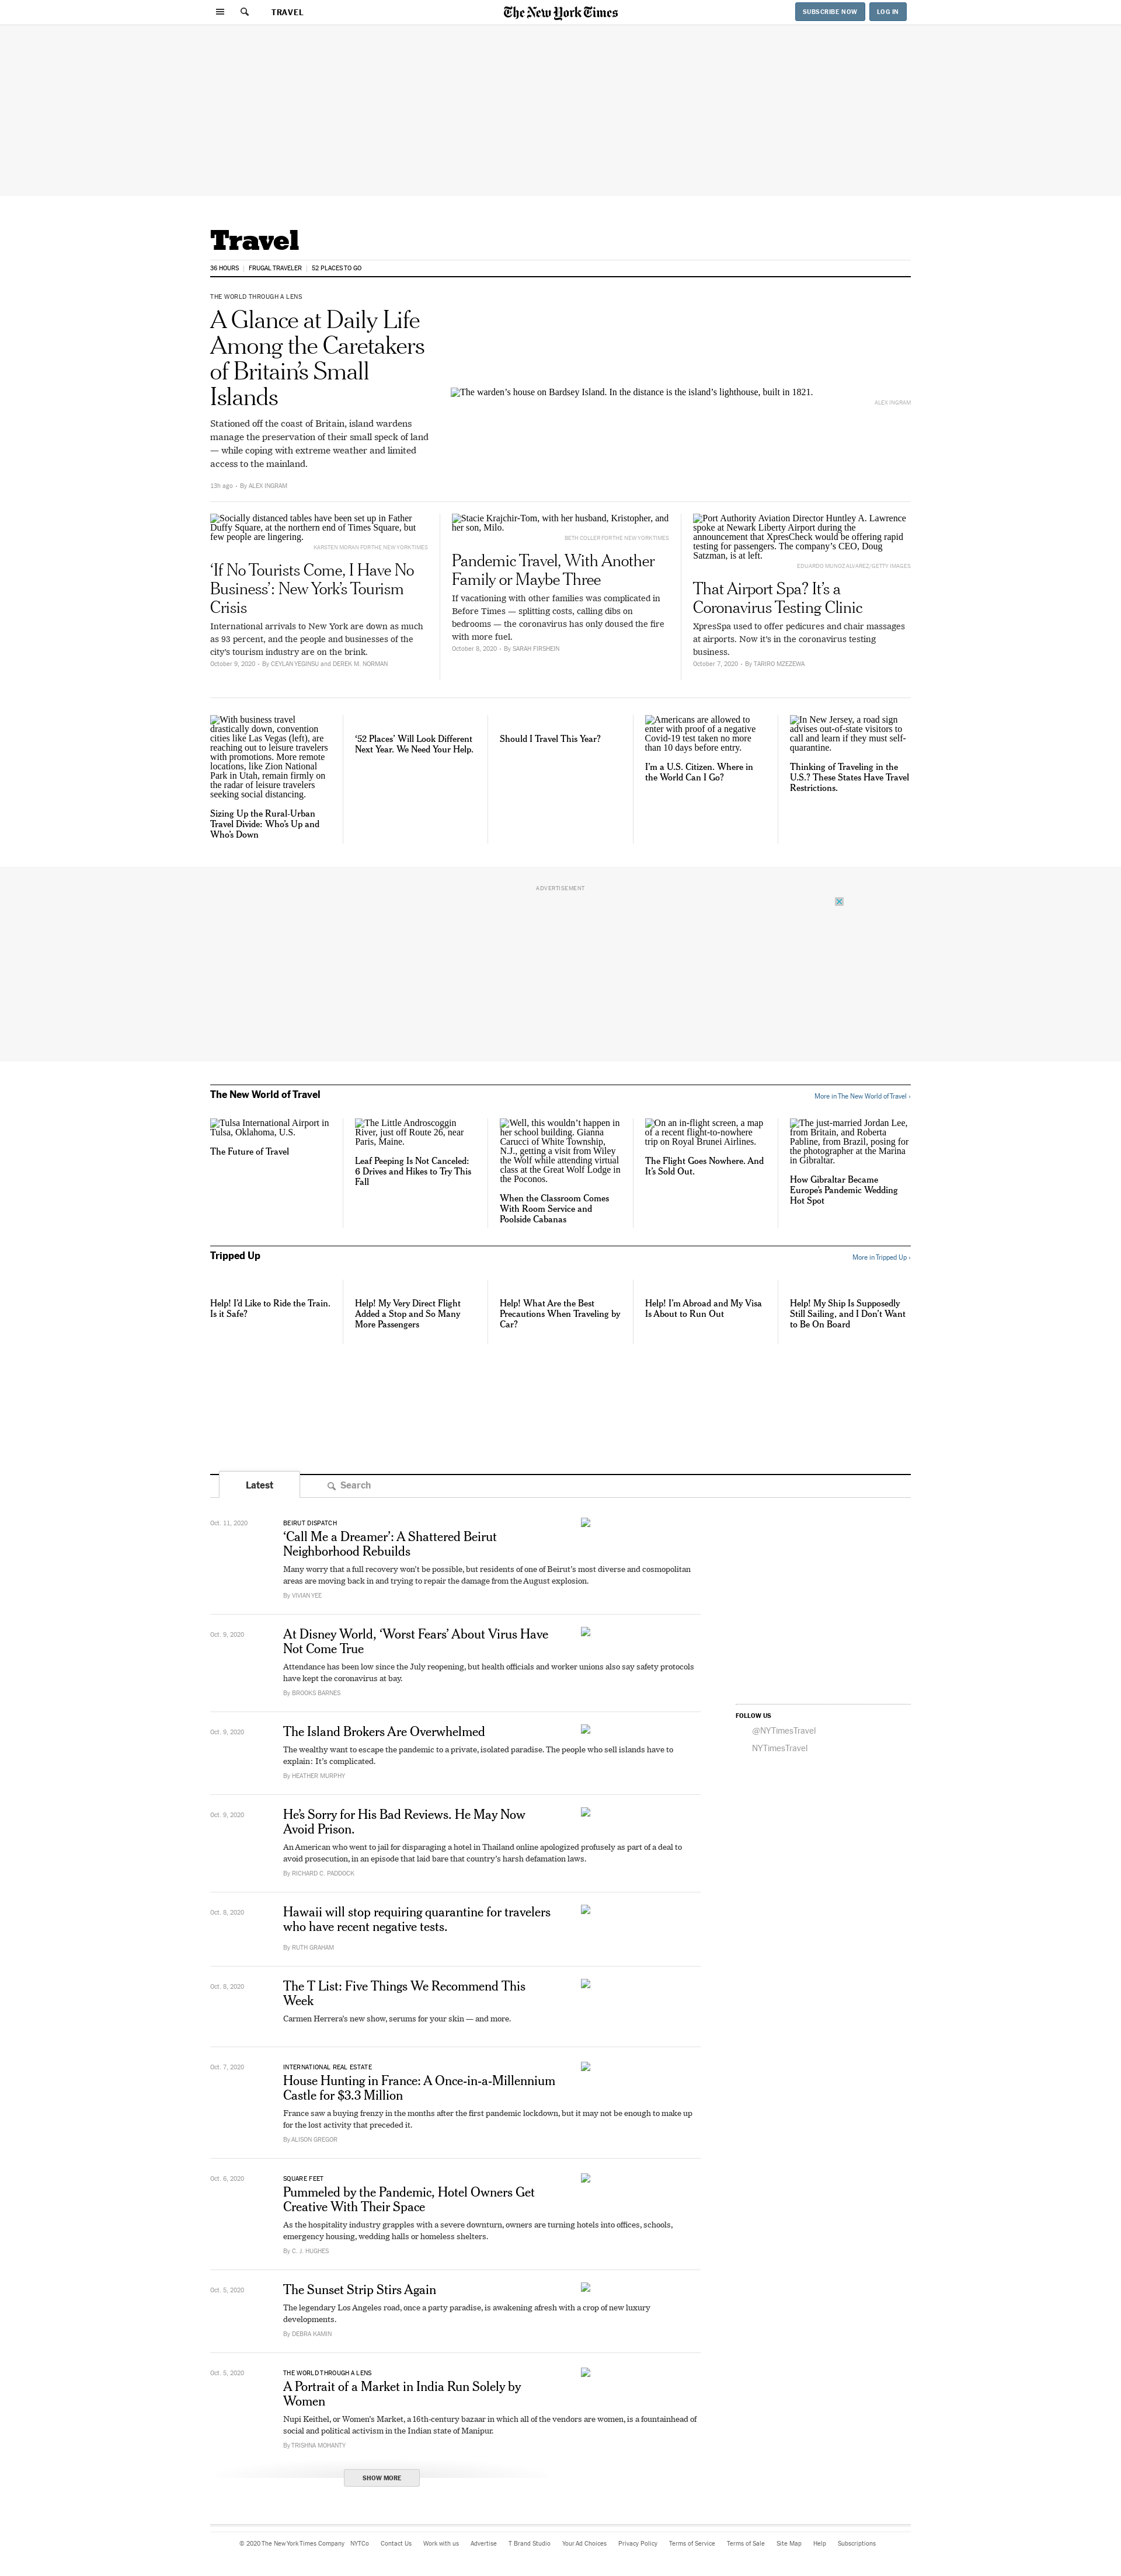 TRAVEL
The New York Times
SUBSCRIBE NOW
LOG IN
Travel
36 HOURS
FRUGAL TRAVELER
52 PLACES TO GO
THE WORLD THROUGH A LENS
A Glance at Daily Life
Among the Caretakers
of Britain’s Small
Islands
Stationed off the coast of Britain, island wardens
manage the preservation of their small speck of land
— while coping with extreme weather and limited
access to the mainland.
13h ago · By ALEX INGRAM
The warden’s house on Bardsey Island. In the distance is the island’s lighthouse, built in 1821.
ALEX INGRAM
Socially distanced tables have been set up in Father
Duffy Square, at the northern end of Times Square, but
few people are lingering.
KARSTEN MORAN FOR THE NEW YORK TIMES
‘If No Tourists Come, I Have No
Business’: New York’s Tourism
Crisis
International arrivals to New York are down as much
as 93 percent, and the people and businesses of the
city’s tourism industry are on the brink.
October 9, 2020 · By CEYLAN YEGINSU and DEREK M. NORMAN
Stacie Krajchir-Tom, with her husband, Kristopher, and
her son, Milo.
BETH COLLER FOR THE NEW YORK TIMES
Pandemic Travel, With Another
Family or Maybe Three
If vacationing with other families was complicated in
Before Times — splitting costs, calling dibs on
bedrooms — the coronavirus has only doused the fire
with more fuel.
October 8, 2020 · By SARAH FIRSHEIN
Port Authority Aviation Director Huntley A. Lawrence
spoke at Newark Liberty Airport during the
announcement that XpresCheck would be offering rapid
testing for passengers. The company’s CEO, Doug
Satzman, is at left.
EDUARDO MUNOZ ALVAREZ/GETTY IMAGES
That Airport Spa? It’s a
Coronavirus Testing Clinic
XpresSpa used to offer pedicures and chair massages
at airports. Now it’s in the coronavirus testing
business.
October 7, 2020 · By TARIRO MZEZEWA
With business travel
drastically down, convention
cities like Las Vegas (left), are
reaching out to leisure travelers
with promotions. More remote
locations, like Zion National
Park in Utah, remain firmly on
the radar of leisure travelers
seeking social distancing.
Sizing Up the Rural-Urban
Travel Divide: Who’s Up and
Who’s Down
‘52 Places’ Will Look Different
Next Year. We Need Your Help.
Should I Travel This Year?
Americans are allowed to
enter with proof of a negative
Covid-19 test taken no more
than 10 days before entry.
I’m a U.S. Citizen. Where in
the World Can I Go?
In New Jersey, a road sign
advises out-of-state visitors to
call and learn if they must self-
quarantine.
Thinking of Traveling in the
U.S.? These States Have Travel
Restrictions.
ADVERTISEMENT
The New World of Travel
More in The New World of Travel ›
Tulsa International Airport in
Tulsa, Oklahoma, U.S.
The Future of Travel
The Little Androscoggin
River, just off Route 26, near
Paris, Maine.
Leaf Peeping Is Not Canceled:
6 Drives and Hikes to Try This
Fall
Well, this wouldn’t happen in
her school building. Gianna
Carucci of White Township,
N.J., getting a visit from Wiley
the Wolf while attending virtual
class at the Great Wolf Lodge in
the Poconos.
When the Classroom Comes
With Room Service and
Poolside Cabanas
On an in-flight screen, a map
of a recent flight-to-nowhere
trip on Royal Brunei Airlines.
The Flight Goes Nowhere. And
It’s Sold Out.
The just-married Jordan Lee,
from Britain, and Roberta
Pabline, from Brazil, posing for
the photographer at the Marina
in Gibraltar.
How Gibraltar Became
Europe’s Pandemic Wedding
Hot Spot
Tripped Up
More in Tripped Up ›
Help! I’d Like to Ride the Train.
Is it Safe?
Help! My Very Direct Flight
Added a Stop and So Many
More Passengers
Help! What Are the Best
Precautions When Traveling by
Car?
Help! I’m Abroad and My Visa
Is About to Run Out
Help! My Ship Is Supposedly
Still Sailing, and I Don’t Want
to Be On Board
Latest
Search
Oct. 11, 2020
BEIRUT DISPATCH
‘Call Me a Dreamer’: A Shattered Beirut
Neighborhood Rebuilds
Many worry that a full recovery won’t be possible, but residents of one of Beirut’s most diverse and cosmopolitan
areas are moving back in and trying to repair the damage from the August explosion.
By VIVIAN YEE
Oct. 9, 2020
At Disney World, ‘Worst Fears’ About Virus Have
Not Come True
Attendance has been low since the July reopening, but health officials and worker unions also say safety protocols
have kept the coronavirus at bay.
By BROOKS BARNES
Oct. 9, 2020
The Island Brokers Are Overwhelmed
The wealthy want to escape the pandemic to a private, isolated paradise. The people who sell islands have to
explain: It’s complicated.
By HEATHER MURPHY
FOLLOW US
@NYTimesTravel
NYTimesTravel
Oct. 9, 2020
He’s Sorry for His Bad Reviews. He May Now
Avoid Prison.
An American who went to jail for disparaging a hotel in Thailand online apologized profusely as part of a deal to
avoid prosecution, in an episode that laid bare that country’s harsh defamation laws.
By RICHARD C. PADDOCK
Oct. 8, 2020
Hawaii will stop requiring quarantine for travelers
who have recent negative tests.
By RUTH GRAHAM
Oct. 8, 2020
The T List: Five Things We Recommend This
Week
Carmen Herrera’s new show, serums for your skin — and more.
Oct. 7, 2020
INTERNATIONAL REAL ESTATE
House Hunting in France: A Once-in-a-Millennium
Castle for $3.3 Million
France saw a buying frenzy in the months after the first pandemic lockdown, but it may not be enough to make up
for the lost activity that preceded it.
By ALISON GREGOR
Oct. 6, 2020
SQUARE FEET
Pummeled by the Pandemic, Hotel Owners Get
Creative With Their Space
As the hospitality industry grapples with a severe downturn, owners are turning hotels into offices, schools,
emergency housing, wedding halls or homeless shelters.
By C. J. HUGHES
Oct. 5, 2020
The Sunset Strip Stirs Again
The legendary Los Angeles road, once a party paradise, is awakening afresh with a crop of new luxury
developments.
By DEBRA KAMIN
Oct. 5, 2020
THE WORLD THROUGH A LENS
A Portrait of a Market in India Run Solely by
Women
Nupi Keithel, or Women’s Market, a 16th-century bazaar in which all of the vendors are women, is a fountainhead of
social and political activism in the Indian state of Manipur.
By TRISHNA MOHANTY
SHOW MORE
© 2020 The New York Times Company NYTCo Contact Us Work with us Advertise T Brand Studio Your Ad Choices Privacy Policy Terms of Service Terms of Sale Site Map Help Subscriptions